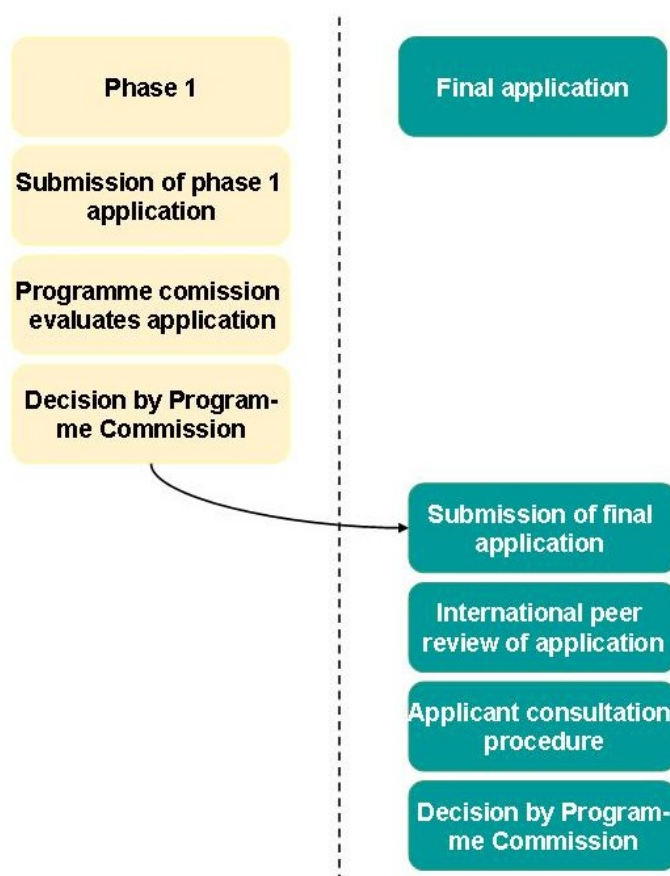 Phase 1
Final application
Submission of phase 1
application
Programme comission
evaluates application
Decision by Program-
me Commission
Submission of final
application
International peer
review of application
Applicant consultation
procedure
Decision by Program-
me Commission